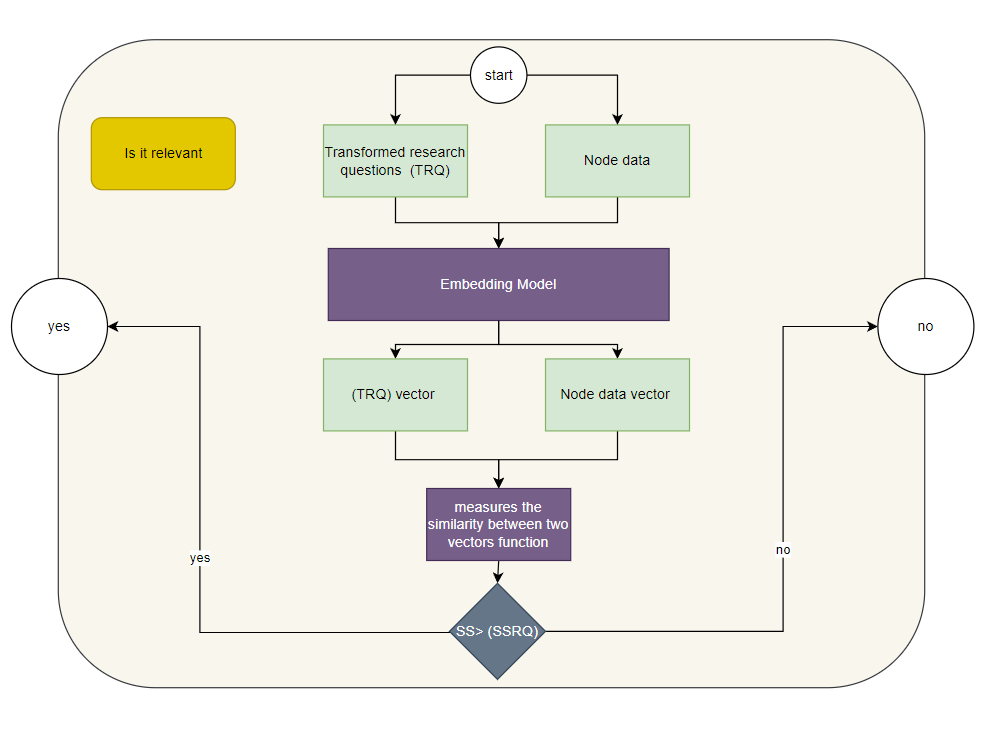 start
Is it relevant
Transformed research
questions  (TRQ)
Node data
Embedding Model
yes
no
(TRQ) vector
Node data vector
measures the
similarity between two
vectors function
yes
no
SS> (SSRQ)